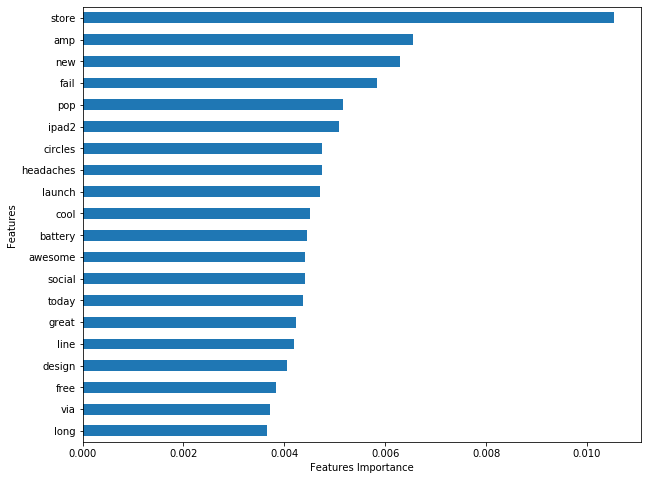 store
amp
new
fail
pop
ipad2
circles
headaches
launch
cool
battery
awesome
social
today
great
line
design
free
via
long
Features
0.000 0.002 0.004 0.006 0.008 0.010
Features Importance